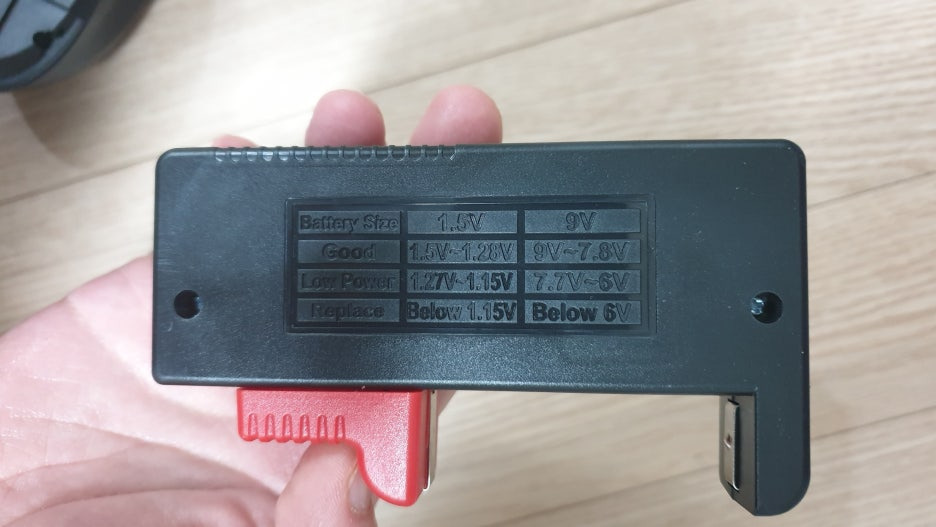 Battery Size 1.5V 9V
Good 1.5V~1.28V 9V~7.8V
Low Power 1.27V~1.15V 7.7V~6V
Replace Below 1.15V Below 6V